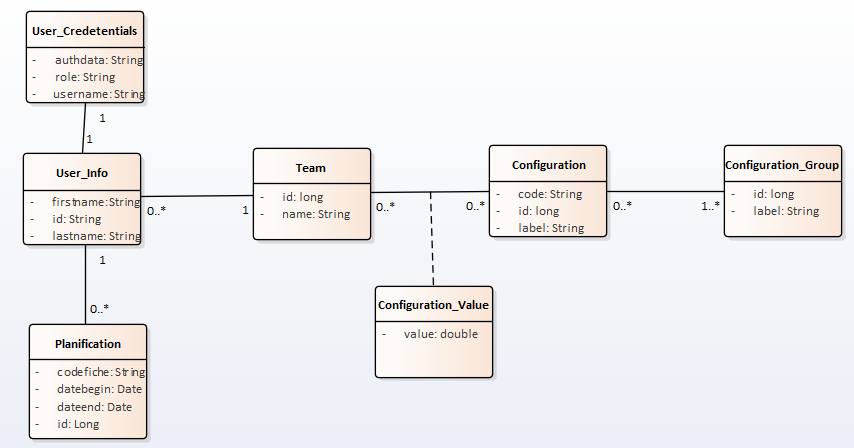 User_Credetentials
- authdata: String
- role: String
- username: String
1
1
User_Info
- firstname: String
- id: String
- lastname: String
0..*
1
Team
- id: long
- name: String
0..*
0..*
Configuration
- code: String
- id: long
- label: String
0..*
1..*
Configuration_Group
- id: long
- label: String
Configuration_Value
- value: double
1
0..*
Planification
- codefiche: String
- datebegin: Date
- dateend: Date
- id: Long